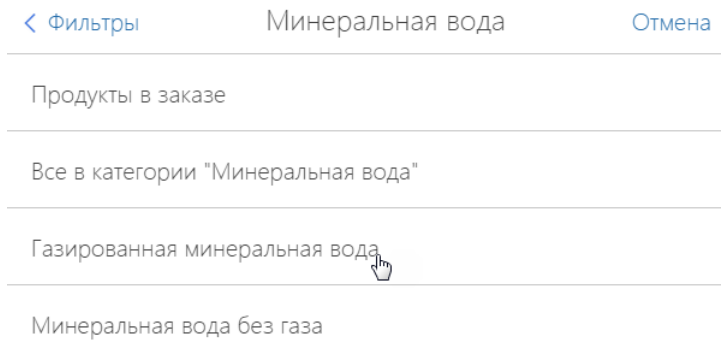 Фильтры Минеральная вода Отмена
Продукты в заказе
Все в категории "Минеральная вода"
Газированная минеральная вода
Минеральная вода без газа